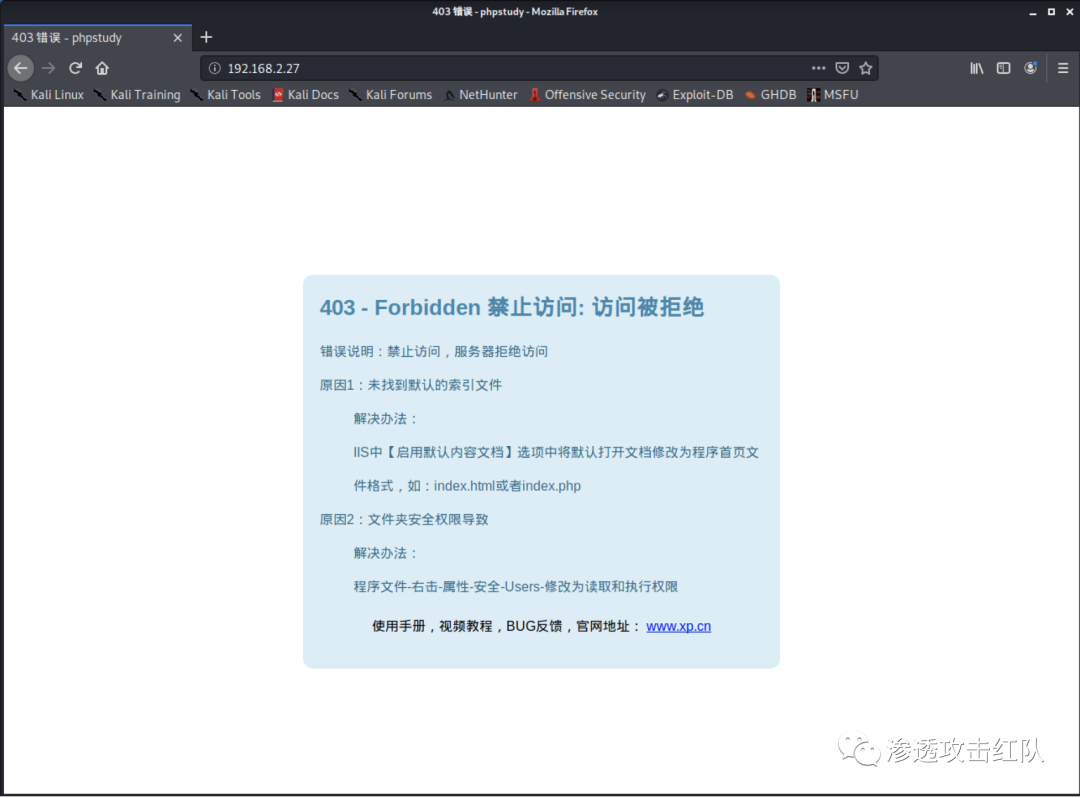 403 错误 - phpstudy - Mozilla Firefox
403 错误 - phpstudy
192.168.2.27
Kali Linux Kali Training Kali Tools Kali Docs Kali Forums NetHunter Offensive Security Exploit-DB GHDB MSFU
403 - Forbidden 禁止访问: 访问被拒绝
错误说明：禁止访问，服务器拒绝访问
原因1：未找到默认的索引文件
解决办法：
IIS中【启用默认内容文档】选项中将默认打开文档修改为程序首页文
件格式，如：index.html或者index.php
原因2：文件夹安全权限导致
解决办法：
程序文件-右击-属性-安全-Users-修改为读取和执行权限
使用手册，视频教程，BUG反馈，官网地址： www.xp.cn
渗透攻击红队